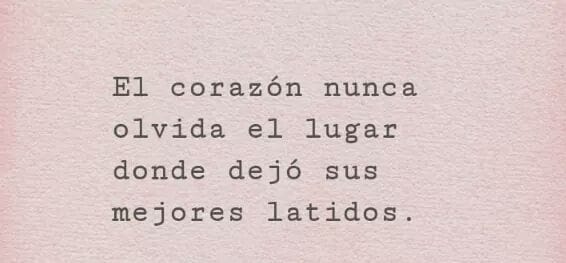 El corazón nunca
olvida el lugar
donde dejó sus
mejores latidos.